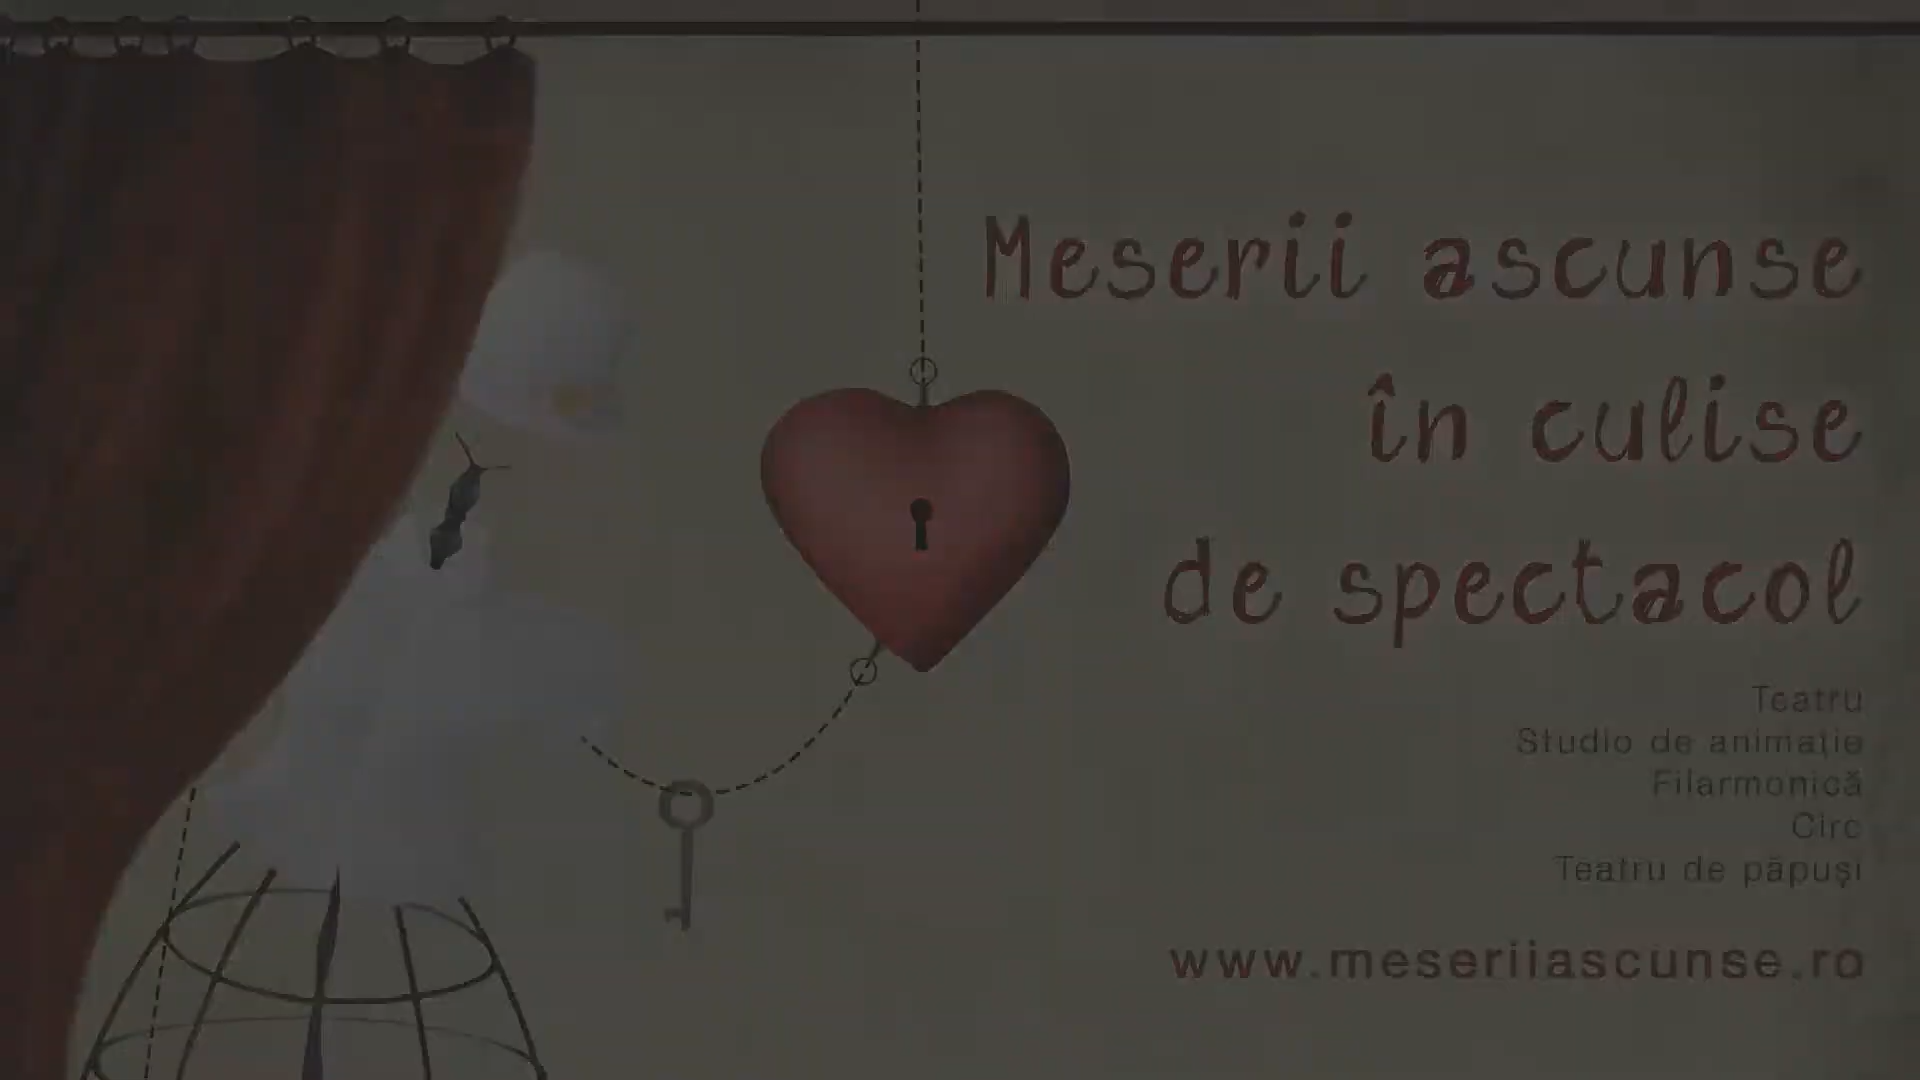 Meserii ascunse
în culise
de spectacol
Teatru
Studio de animație
Filarmonică
Circ
Teatru de păpuși
www.meseriiascunse.ro